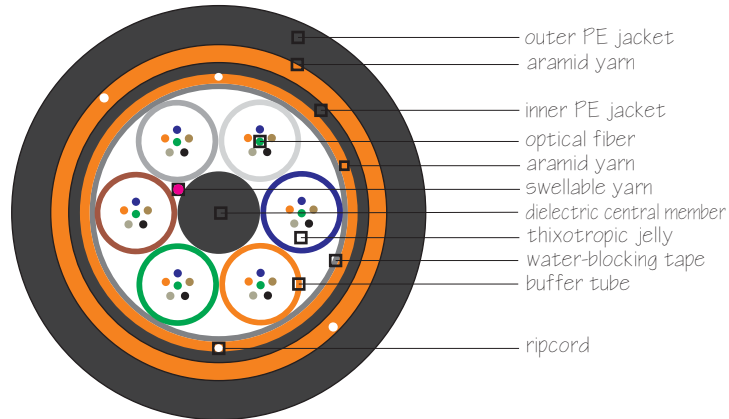 outer PE jacket
aramid yarn
inner PE jacket
optical fiber
aramid yarn
swellable yarn
dielectric central member
thixotropic jelly
water-blocking tape
buffer tube
ripcord